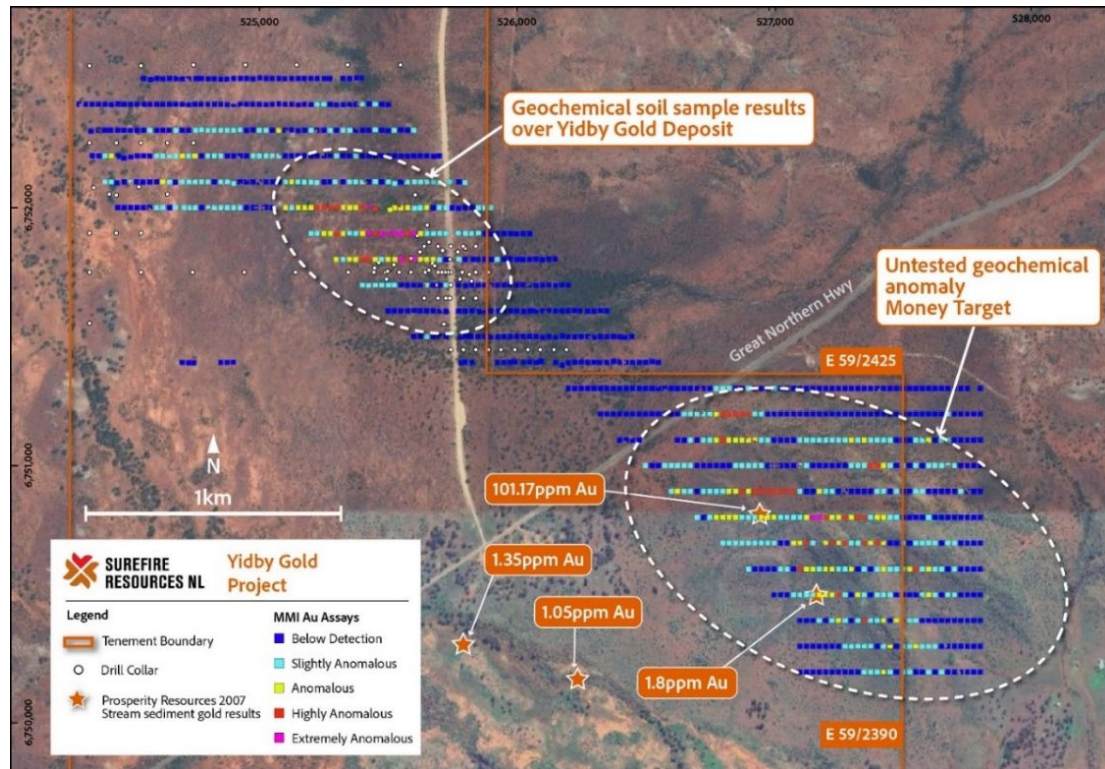 525,000
526,000
527,000
528,000
6,752,000
6,751,000
6,750,000
Geochemical soil sample results
over Yidby Gold Deposit
Great Northern Hwy
Untested geochemical
anomaly
Money Target
E 59/2425
N
1km
101.17ppm Au
1.35ppm Au
1.05ppm Au
1.8ppm Au
E 59/2390
SUREFIRE
RESOURCES NL
Yidby Gold
Project
Legend
Tenement Boundary
Drill Collar
Prosperity Resources 2007
Stream sediment gold results
MMI Au Assays
Below Detection
Slightly Anomalous
Anomalous
Highly Anomalous
Extremely Anomalous